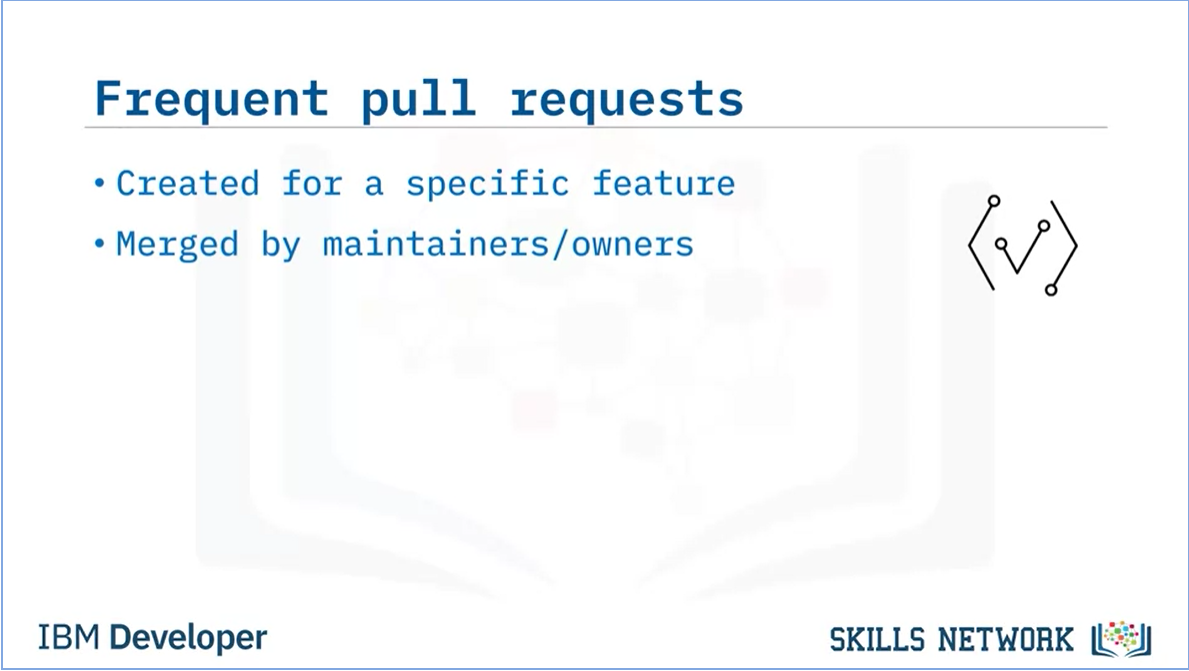 Frequent pull requests
• Created for a specific feature
• Merged by maintainers/owners
IBM Developer
SKILLS NETWORK